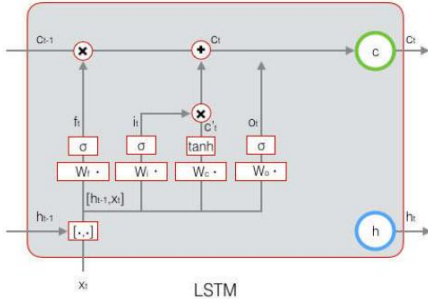 Ct-1 × + Ct c Ct
×
ft it c't ot
σ σ tanh σ
Wf · Wi · Wc · Wo ·
[ht-1,xt]
ht-1 [·,·] h ht
xt
LSTM